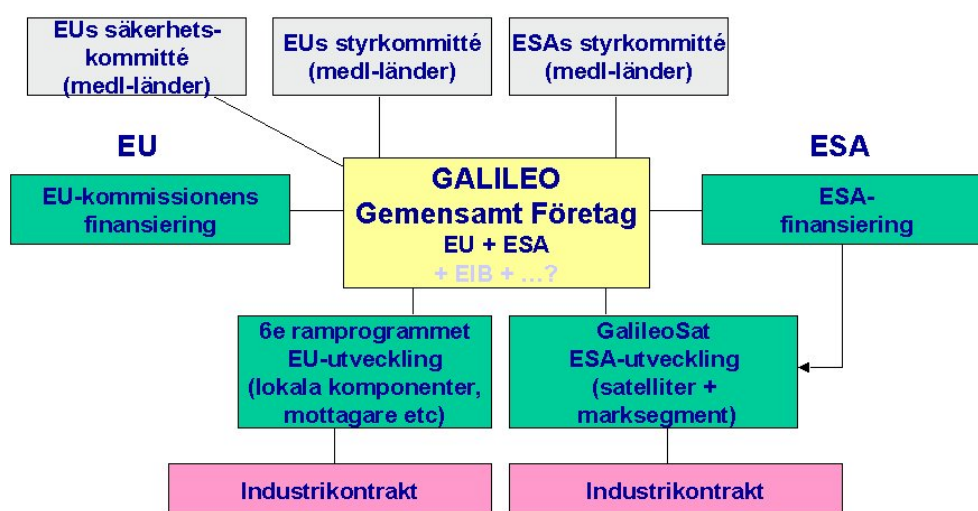 EUs säkerhets-
kommitté
(medl-länder)
EUs styrkommitté
(medl-länder)
ESAs styrkommitté
(medl-länder)
EU
ESA
EU-kommissionens
finansiering
GALILEO
Gemensamt Företag
EU + ESA
+ EIB + ...?
ESA-
finansiering
6e ramprogrammet
EU-utveckling
(lokala komponenter,
mottagare etc)
GalileoSat
ESA-utveckling
(satelliter +
marksegment)
Industrikontrakt
Industrikontrakt